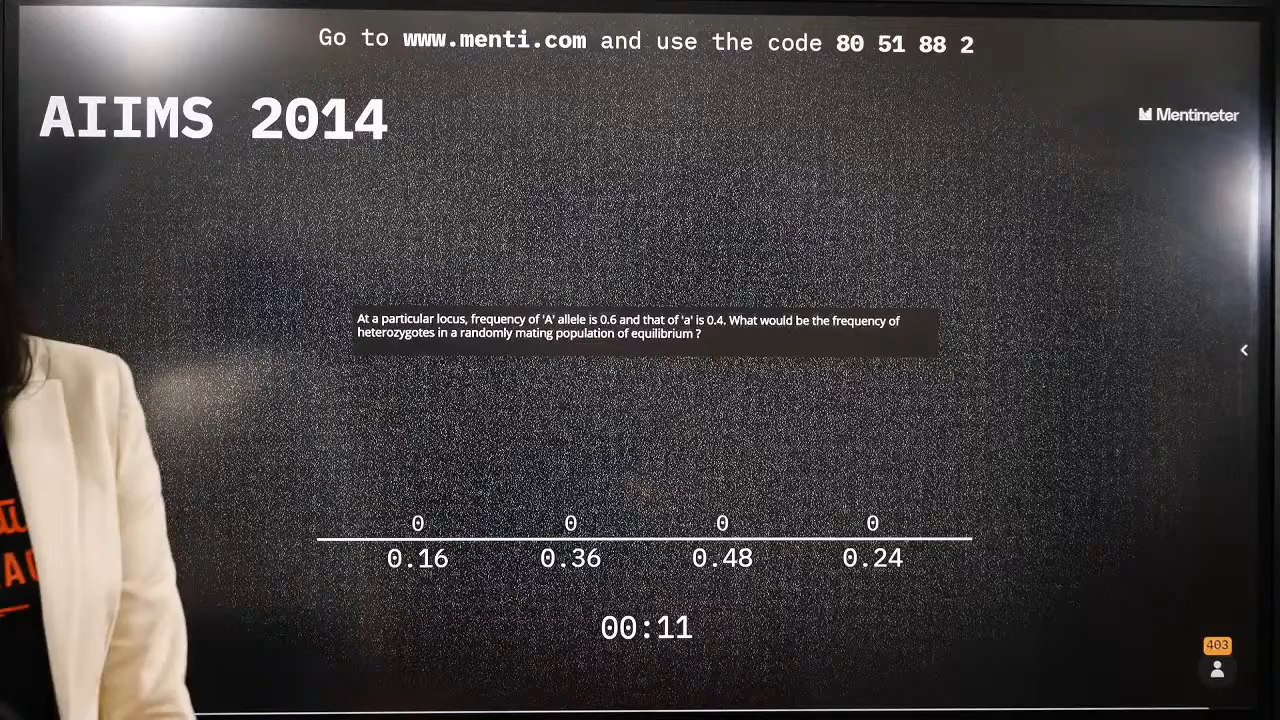 Go to www.menti.com and use the code 80 51 88 2
AIIMS 2014
Mentimeter
At a particular locus, frequency of 'A' allele is 0.6 and that of 'a' is 0.4. What would be the frequency of
heterozygotes in a randomly mating population of equilibrium ?
0 0 0 0
0.16 0.36 0.48 0.24
00:11
403